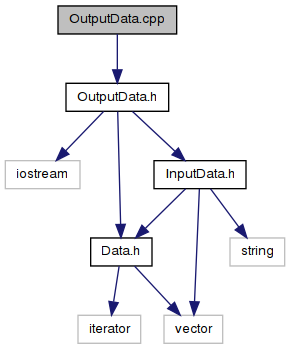 OutputData.cpp
OutputData.h
iostream
InputData.h
Data.h
string
iterator
vector